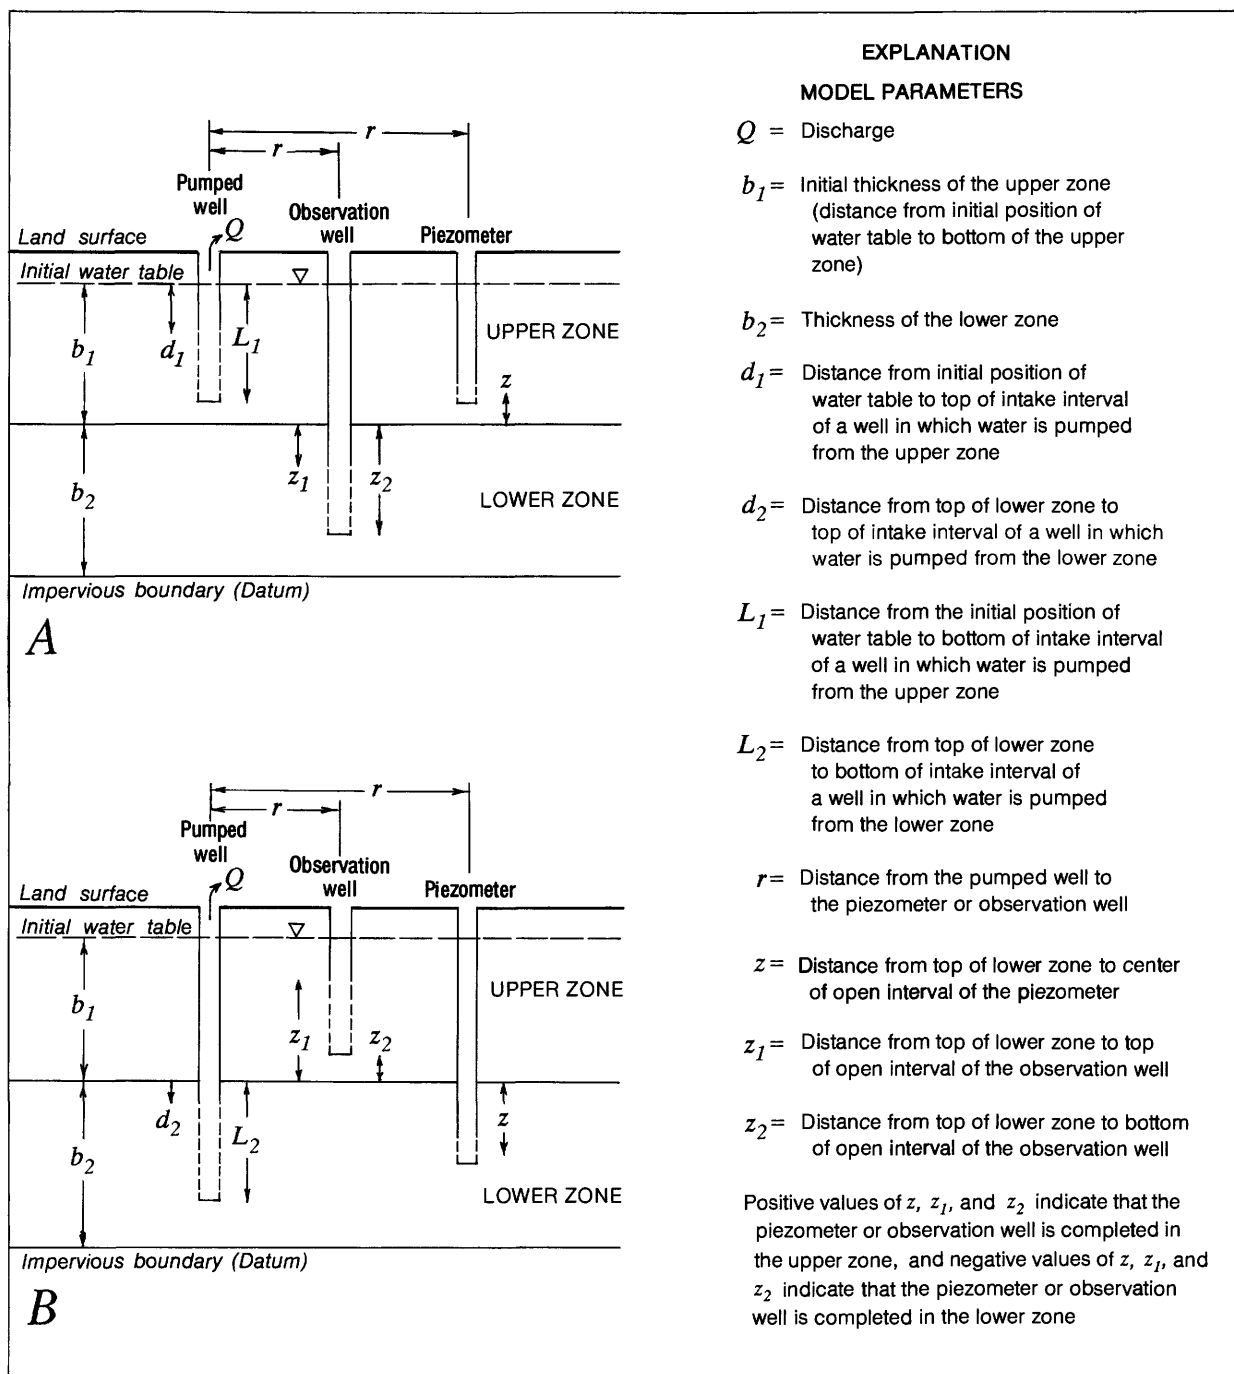 r
r
Pumped
well
Q
Observation
well
Piezometer
Land surface
Initial water table
b1
d1
L1
UPPER ZONE
z
b2
z1
z2
LOWER ZONE
Impervious boundary (Datum)
A
r
r
Pumped
well
Q
Observation
well
Piezometer
Land surface
Initial water table
b1
UPPER ZONE
z1
z2
d2
L2
z
b2
LOWER ZONE
Impervious boundary (Datum)
B
EXPLANATION
MODEL PARAMETERS
Q = Discharge
b1= Initial thickness of the upper zone
(distance from initial position of
water table to bottom of the upper
zone)
b2= Thickness of the lower zone
d1= Distance from initial position of
water table to top of intake interval
of a well in which water is pumped
from the upper zone
d2= Distance from top of lower zone to
top of intake interval of a well in which
water is pumped from the lower zone
L1= Distance from the initial position of
water table to bottom of intake interval
of a well in which water is pumped
from the upper zone
L2= Distance from top of lower zone
to bottom of intake interval of
a well in which water is pumped
from the lower zone
r= Distance from the pumped well to
the piezometer or observation well
z= Distance from top of lower zone to center
of open interval of the piezometer
z1= Distance from top of lower zone to top
of open interval of the observation well
z2= Distance from top of lower zone to bottom
of open interval of the observation well
Positive values of z, z1, and z2 indicate that the
piezometer or observation well is completed in
the upper zone, and negative values of z, z1, and
z2 indicate that the piezometer or observation
well is completed in the lower zone